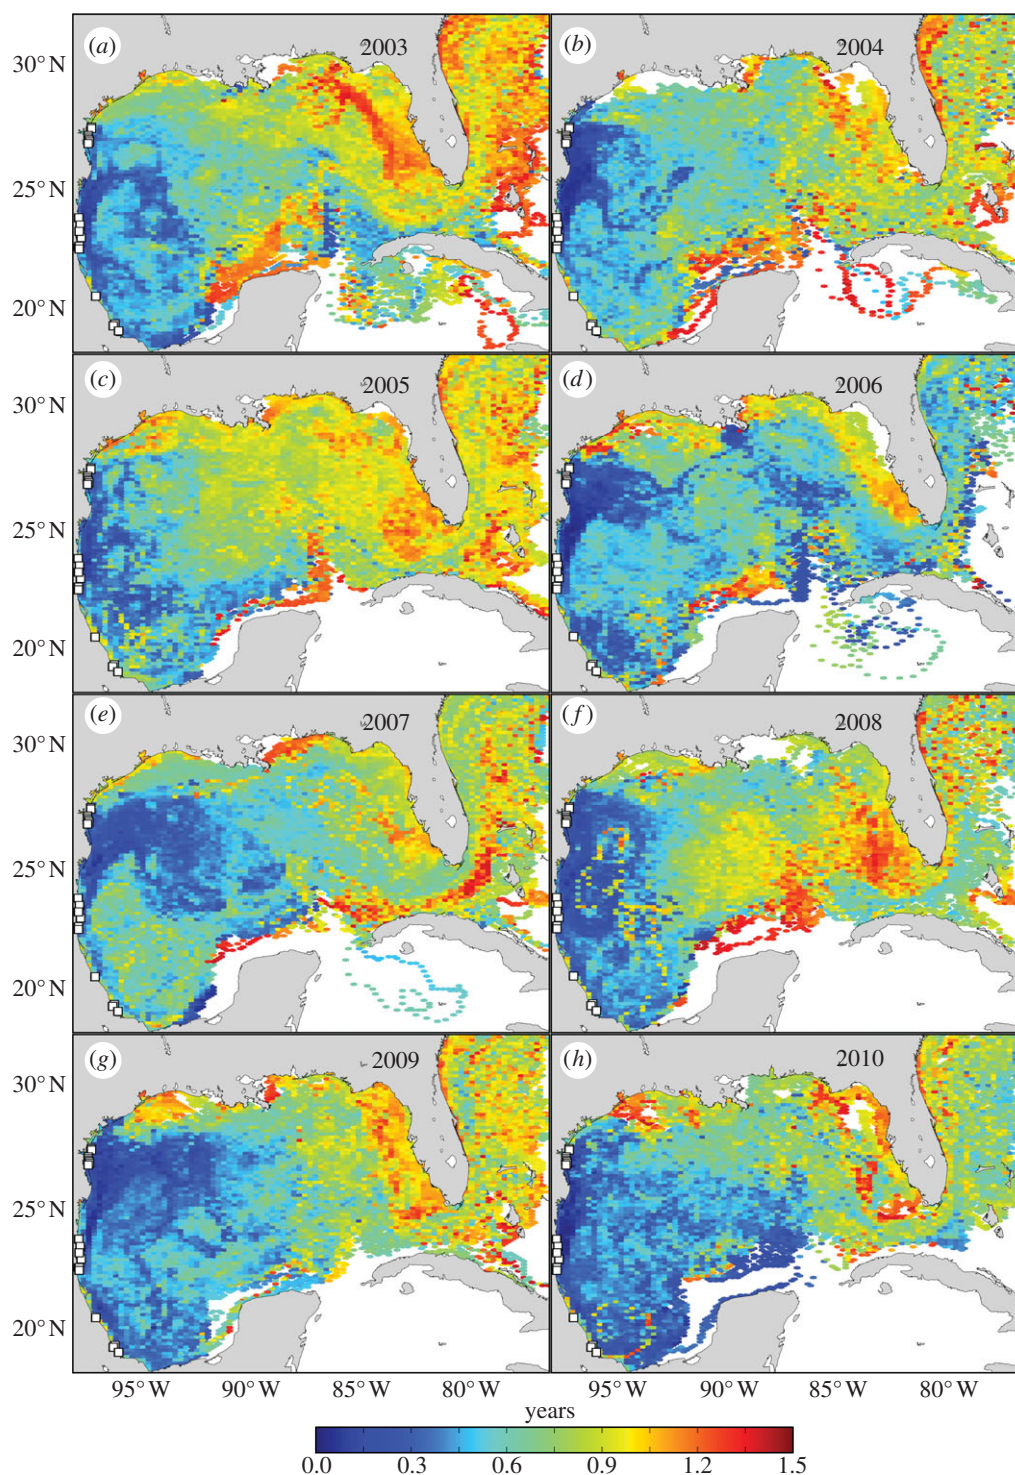 (a) 2003 (b) 2004
30° N
25° N
20° N
(c) 2005 (d) 2006
30° N
25° N
20° N
(e) 2007 (f) 2008
30° N
25° N
20° N
(g) 2009 (h) 2010
30° N
25° N
20° N
95° W 90° W 85° W 80° W 95° W 90° W 85° W 80° W
years
0.0 0.3 0.6 0.9 1.2 1.5